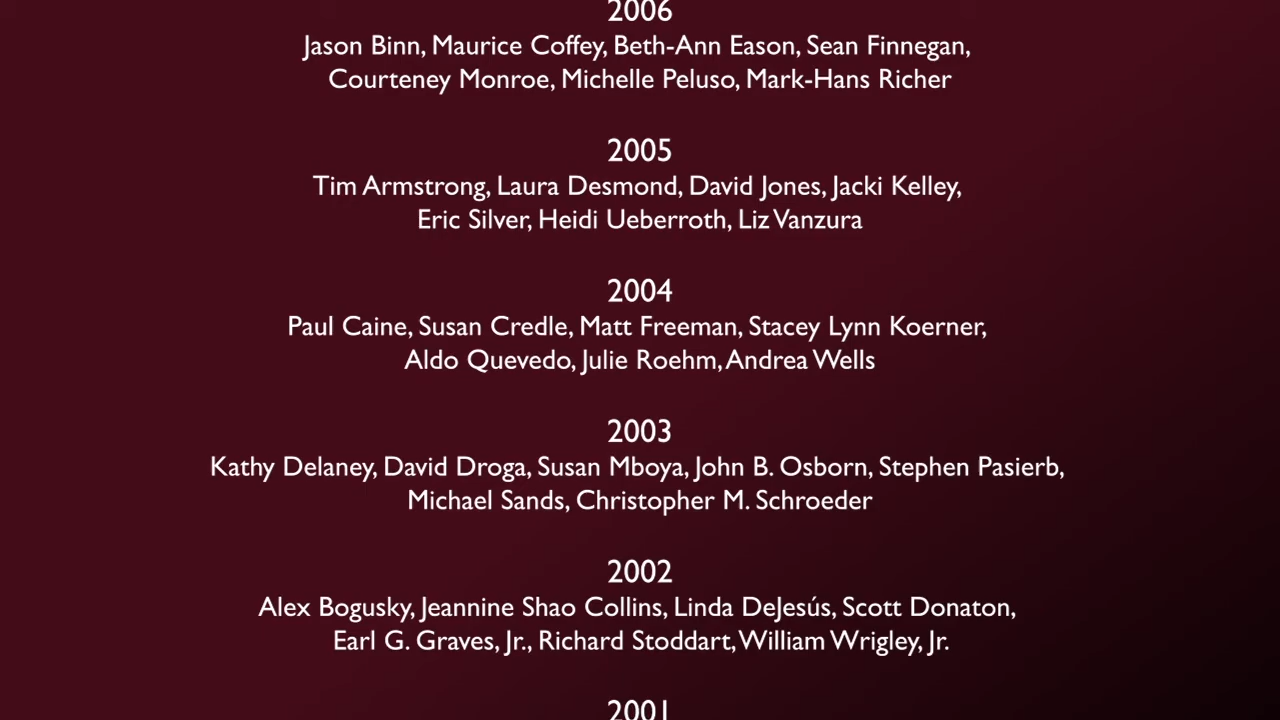 2006
Jason Binn, Maurice Coffey, Beth-Ann Eason, Sean Finnegan,
Courteney Monroe, Michelle Peluso, Mark-Hans Richer
2005
Tim Armstrong, Laura Desmond, David Jones, Jacki Kelley,
Eric Silver, Heidi Ueberroth, Liz Vanzura
2004
Paul Caine, Susan Credle, Matt Freeman, Stacey Lynn Koerner,
Aldo Quevedo, Julie Roehm, Andrea Wells
2003
Kathy Delaney, David Droga, Susan Mboya, John B. Osborn, Stephen Pasierb,
Michael Sands, Christopher M. Schroeder
2002
Alex Bogusky, Jeannine Shao Collins, Linda DeJesús, Scott Donaton,
Earl G. Graves, Jr., Richard Stoddart, William Wrigley, Jr.
2001